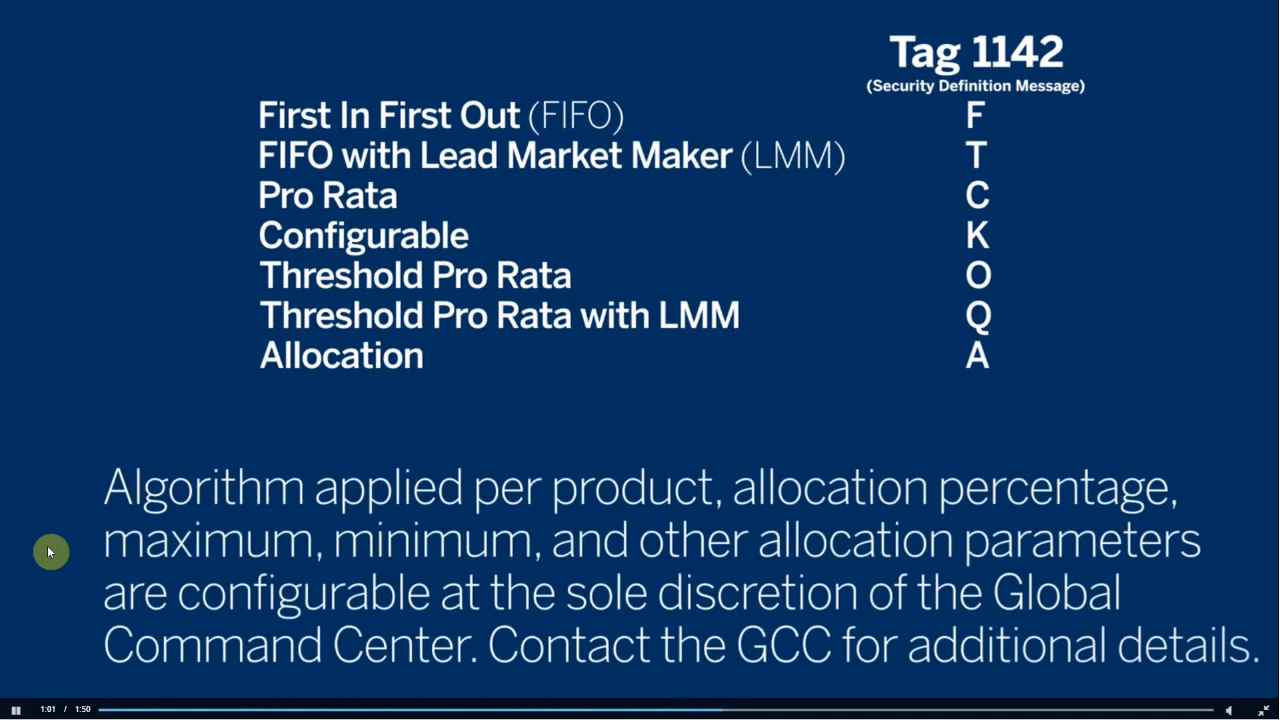 Tag 1142
(Security Definition Message)
First In First Out (FIFO) F
FIFO with Lead Market Maker (LMM) T
Pro Rata C
Configurable K
Threshold Pro Rata O
Threshold Pro Rata with LMM Q
Allocation A
Algorithm applied per product, allocation percentage,
maximum, minimum, and other allocation parameters
are configurable at the sole discretion of the Global
Command Center. Contact the GCC for additional details.
1:01 / 1:50